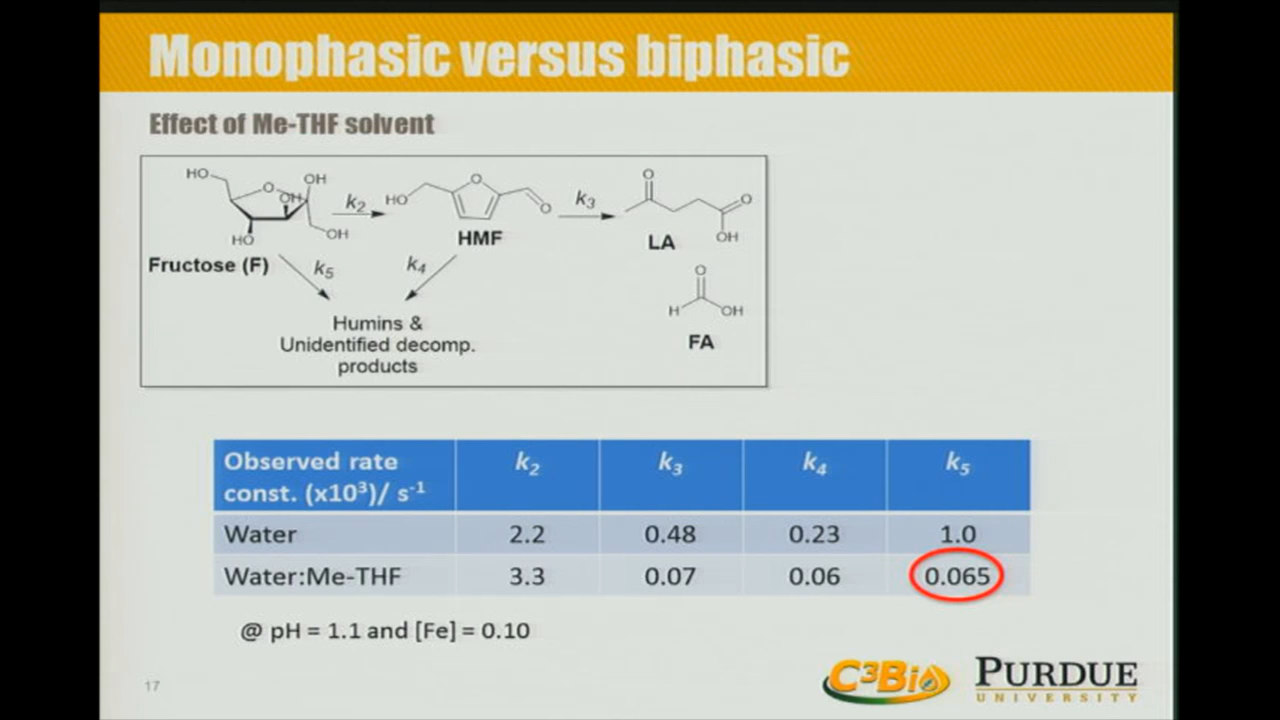 Monophasic versus biphasic
Effect of Me-THF solvent
HO
O
OH
OH
HO
OH
k2
HO
O
O
k3
O
O
OH
Fructose (F)
HMF
LA
k5
k4
O
H
OH
FA
Humins &
Unidentified decomp.
products
Observed rate const. (x10³)/ s⁻¹ k2 k3 k4 k5
Water 2.2 0.48 0.23 1.0
Water:Me-THF 3.3 0.07 0.06 0.065
@ pH = 1.1 and [Fe] = 0.10
17
C³Bio
PURDUE
UNIVERSITY